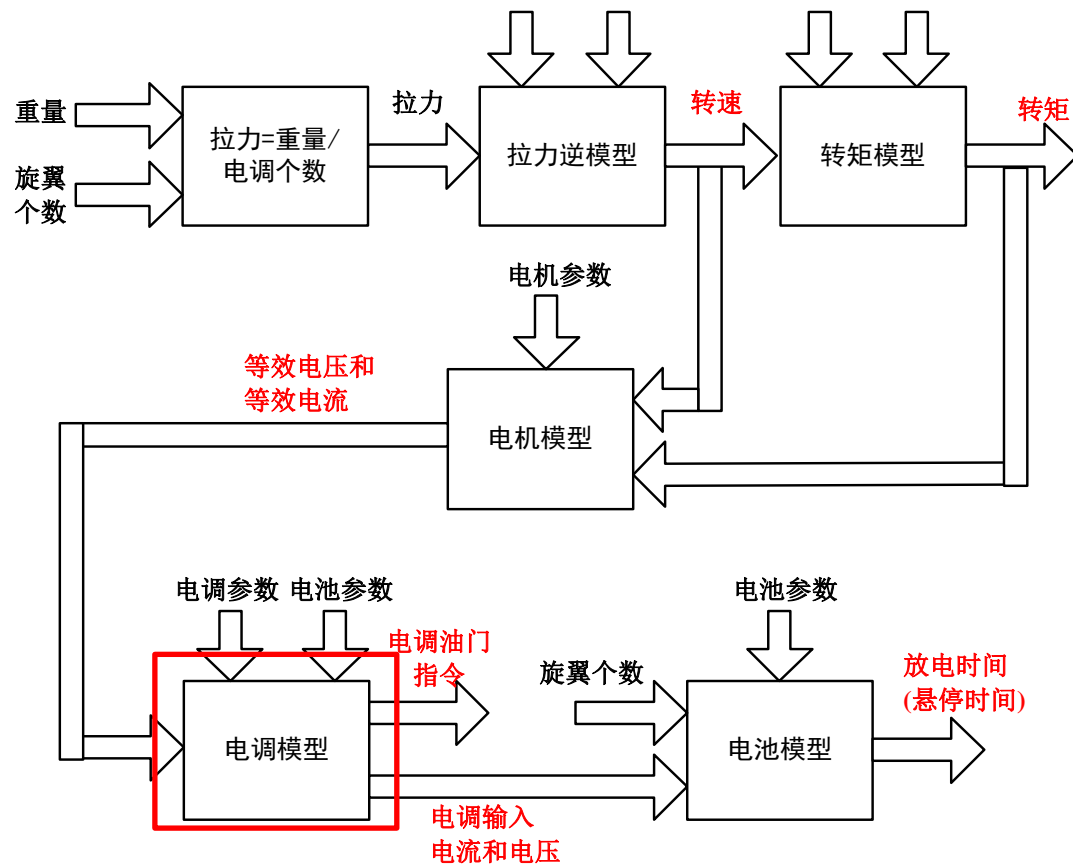 重量
旋翼
个数
拉力=重量/
电调个数
拉力
拉力逆模型
转速
转矩模型
转矩
电机参数
等效电压和
等效电流
电机模型
电调参数
电池参数
电调油门
指令
电调模型
电调输入
电流和电压
旋翼个数
电池参数
电池模型
放电时间
(悬停时间)